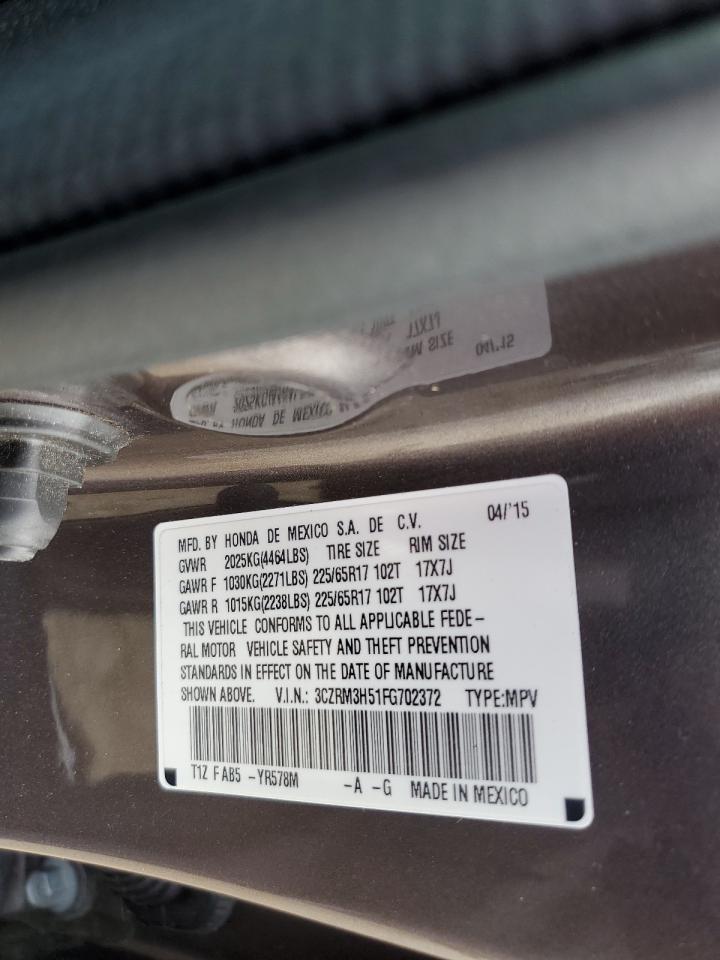 MFD. BY HONDA DE MEXICO S.A. DE C.V. 04/'15
GVWR 2025KG(4464LBS) TIRE SIZE RIM SIZE
GAWR F 1030KG(2271LBS) 225/65R17 102T 17X7J
GAWR R 1015KG(2238LBS) 225/65R17 102T 17X7J
THIS VEHICLE CONFORMS TO ALL APPLICABLE FEDE-
RAL MOTOR VEHICLE SAFETY AND THEFT PREVENTION
STANDARDS IN EFFECT ON THE DATE OF MANUFACTURE
SHOWN ABOVE. V.I.N.: 3CZRM3H51FG702372 TYPE:MPV
T1Z FAB5 -YR578M -A -G MADE IN MEXICO